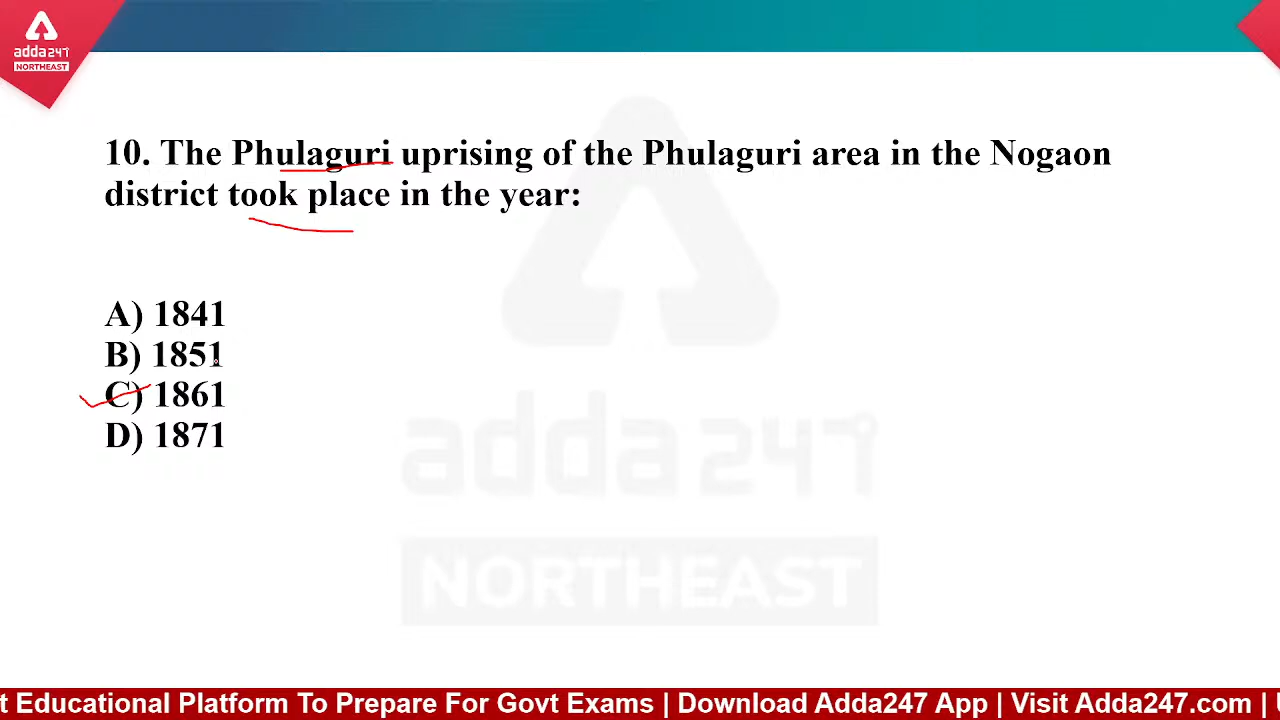 adda247
NORTHEAST
10. The Phulaguri uprising of the Phulaguri area in the Nogaon
district took place in the year:
A) 1841
B) 1851
C) 1861
D) 1871
adda247
NORTHEAST
t Educational Platform To Prepare For Govt Exams | Download Adda247 App | Visit Adda247.com |